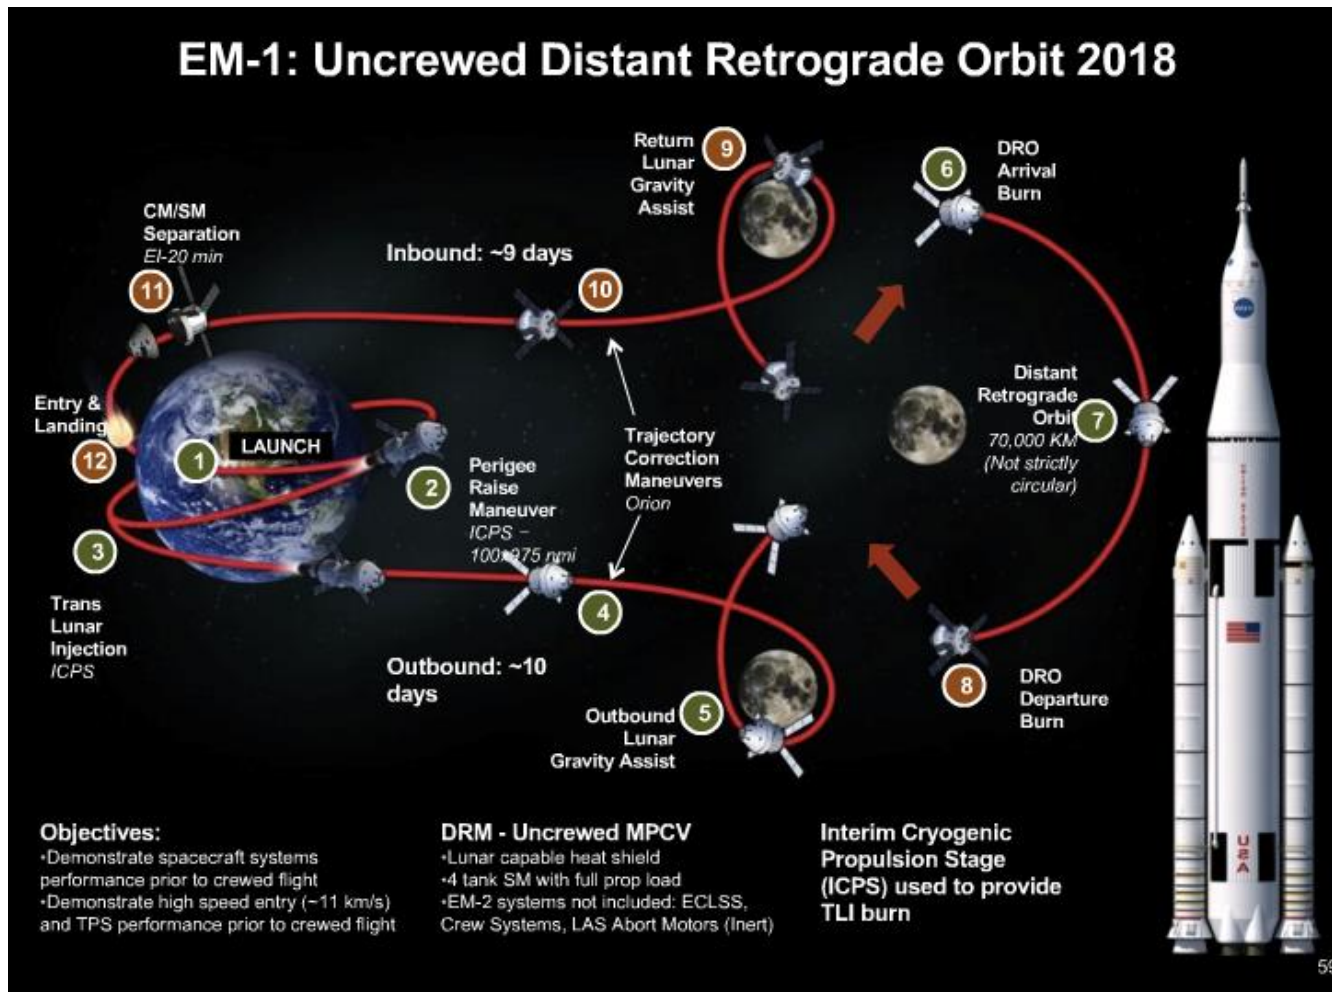 EM-1: Uncrewed Distant Retrograde Orbit 2018
Return
Lunar
Gravity
Assist
9
6
DRO
Arrival
Burn
CM/SM
Separation
EI-20 min
11
Inbound: ~9 days
10
Entry &
Landing
12
1
LAUNCH
2
Perigee
Raise
Maneuver
ICPS –
100x975 nmi
Trajectory
Correction
Maneuvers
Orion
Distant
Retrograde
Orbit
70,000 KM
(Not strictly
circular)
7
3
Trans
Lunar
Injection
ICPS
4
Outbound: ~10
days
5
Outbound
Lunar
Gravity Assist
8
DRO
Departure
Burn
Objectives:
•Demonstrate spacecraft systems
performance prior to crewed flight
•Demonstrate high speed entry (~11 km/s)
and TPS performance prior to crewed flight
DRM - Uncrewed MPCV
•Lunar capable heat shield
•4 tank SM with full prop load
•EM-2 systems not included: ECLSS,
Crew Systems, LAS Abort Motors (Inert)
Interim Cryogenic
Propulsion Stage
(ICPS) used to provide
TLI burn
NASA
USA